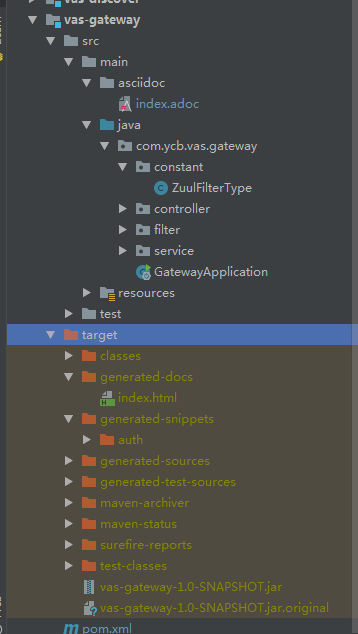 vas-discover
vas-gateway
src
main
asciidoc
index.adoc
java
com.ycb.vas.gateway
constant
ZuulFilterType
controller
filter
service
GatewayApplication
resources
test
target
classes
generated-docs
index.html
generated-snippets
auth
generated-sources
generated-test-sources
maven-archiver
maven-status
surefire-reports
test-classes
vas-gateway-1.0-SNAPSHOT.jar
vas-gateway-1.0-SNAPSHOT.jar.original
pom.xml